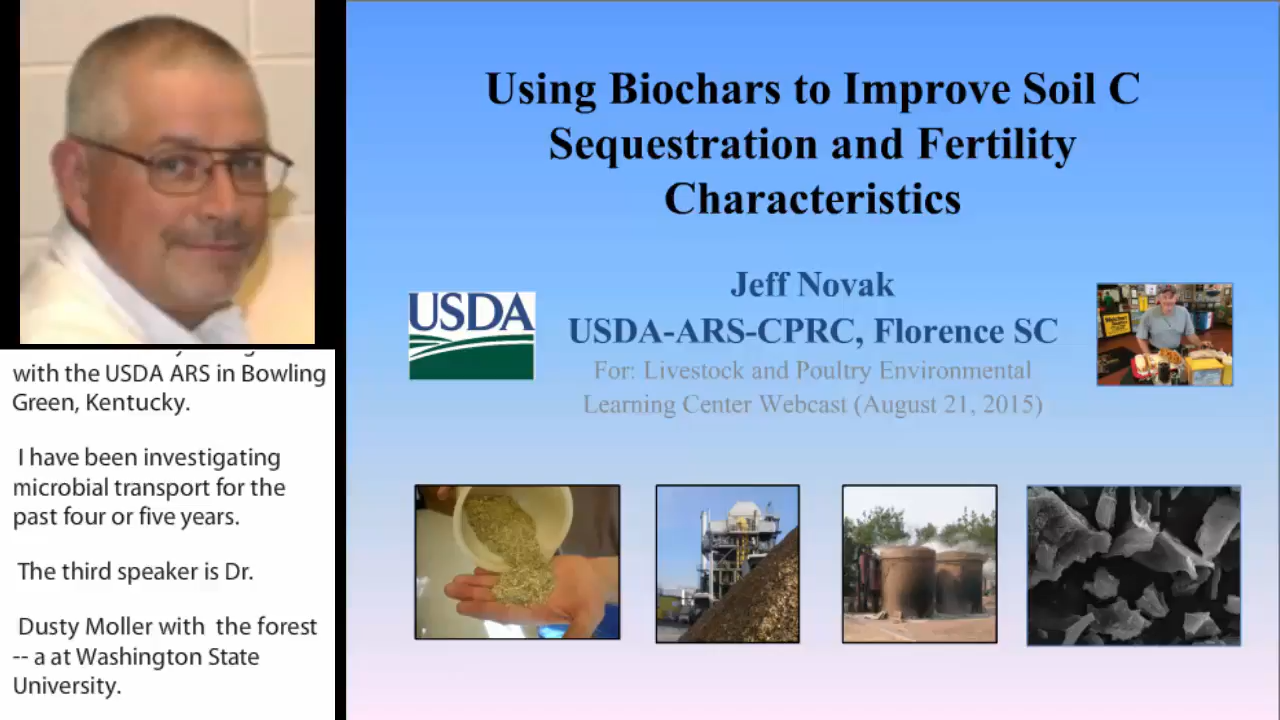 with the USDA ARS in Bowling
Green, Kentucky.
I have been investigating
microbial transport for the
past four or five years.
The third speaker is Dr.
Dusty Moller with the forest
-- a at Washington State
University.
Using Biochars to Improve Soil C
Sequestration and Fertility
Characteristics
Jeff Novak
USDA-ARS-CPRC, Florence SC
For: Livestock and Poultry Environmental
Learning Center Webcast (August 21, 2015)
USDA